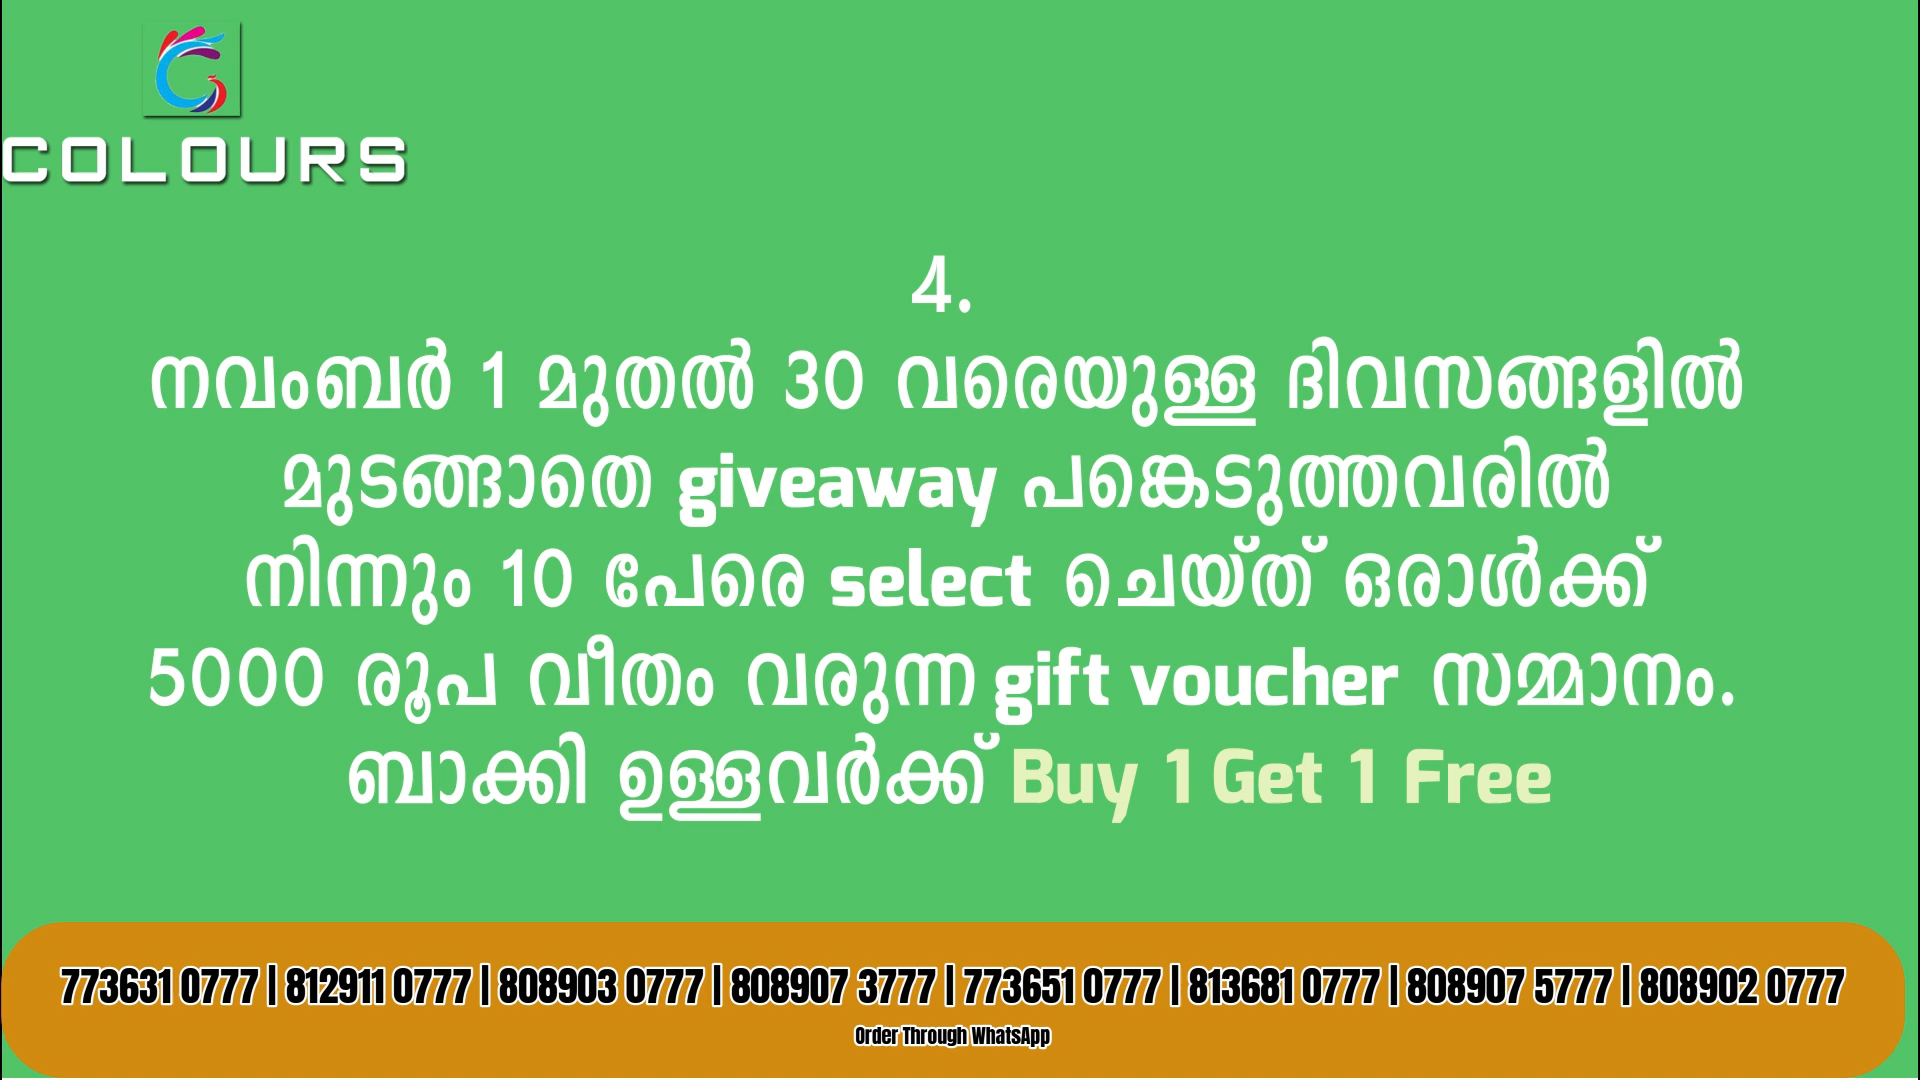 COLOURS
4.
നവംബർ 1 മുതൽ 30 വരെയുള്ള ദിവസങ്ങളിൽ
മുടങ്ങാതെ giveaway പങ്കെടുത്തവരിൽ
നിന്നും 10 പേരെ select ചെയ്ത് ഒരാൾക്ക്
5000 രൂപ വീതം വരുന്ന gift voucher സമ്മാനം.
ബാക്കി ഉള്ളവർക്ക് Buy 1 Get 1 Free
773631 0777 | 812911 0777 | 808903 0777 | 808907 3777 | 773651 0777 | 813681 0777 | 808907 5777 | 808902 0777
Order Through WhatsApp